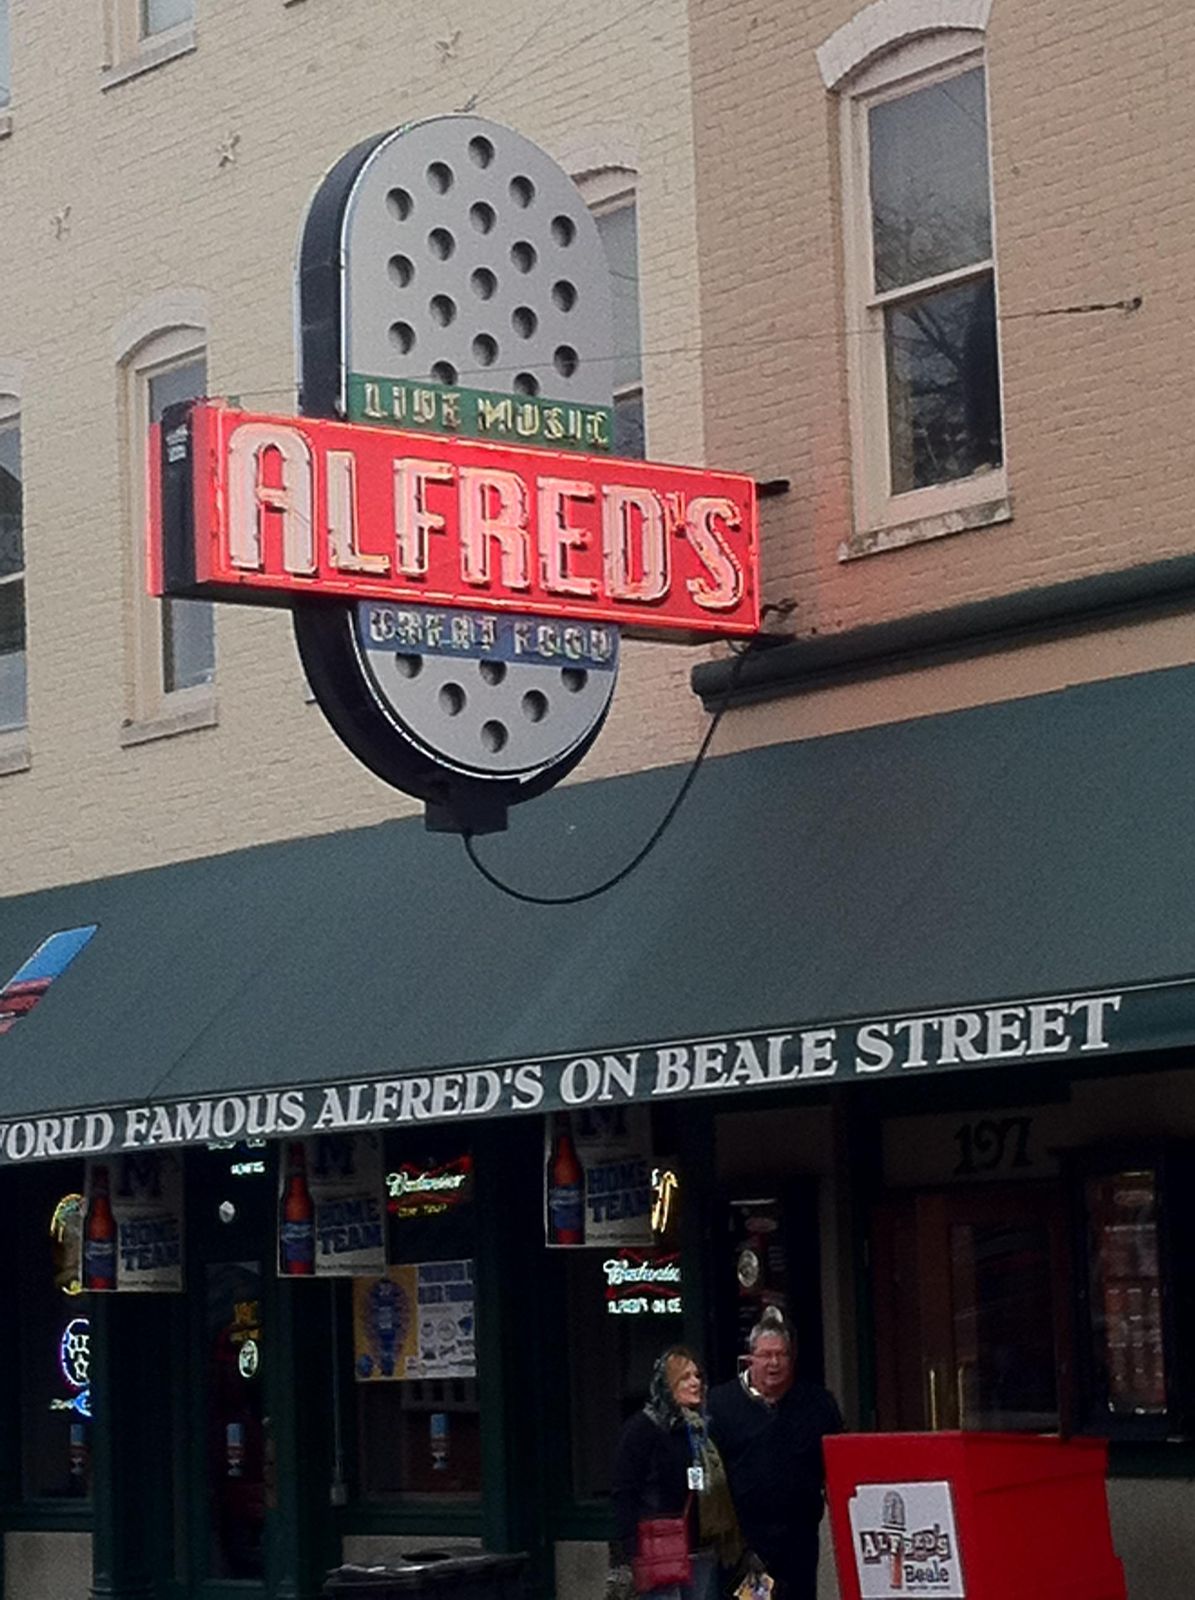 LIVE MUSIC
ALFRED'S
GREAT FOOD
WORLD FAMOUS ALFRED'S ON BEALE STREET
197
M
HOME
TEAM
M
HOME
TEAM
Budweiser
M
HOME
TEAM
Budweiser
ALFRED'S
Beale